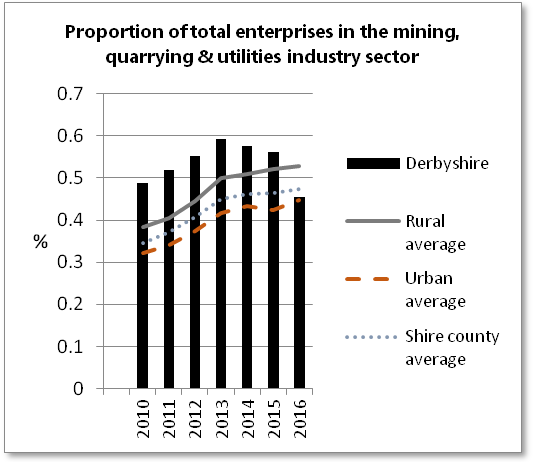 Proportion of total enterprises in the mining,
quarrying & utilities industry sector
0.7
0.6
0.5
0.4
0.3
0.2
0.1
0
%
2010
2011
2012
2013
2014
2015
2016
Derbyshire
Rural
average
Urban
average
Shire county
average